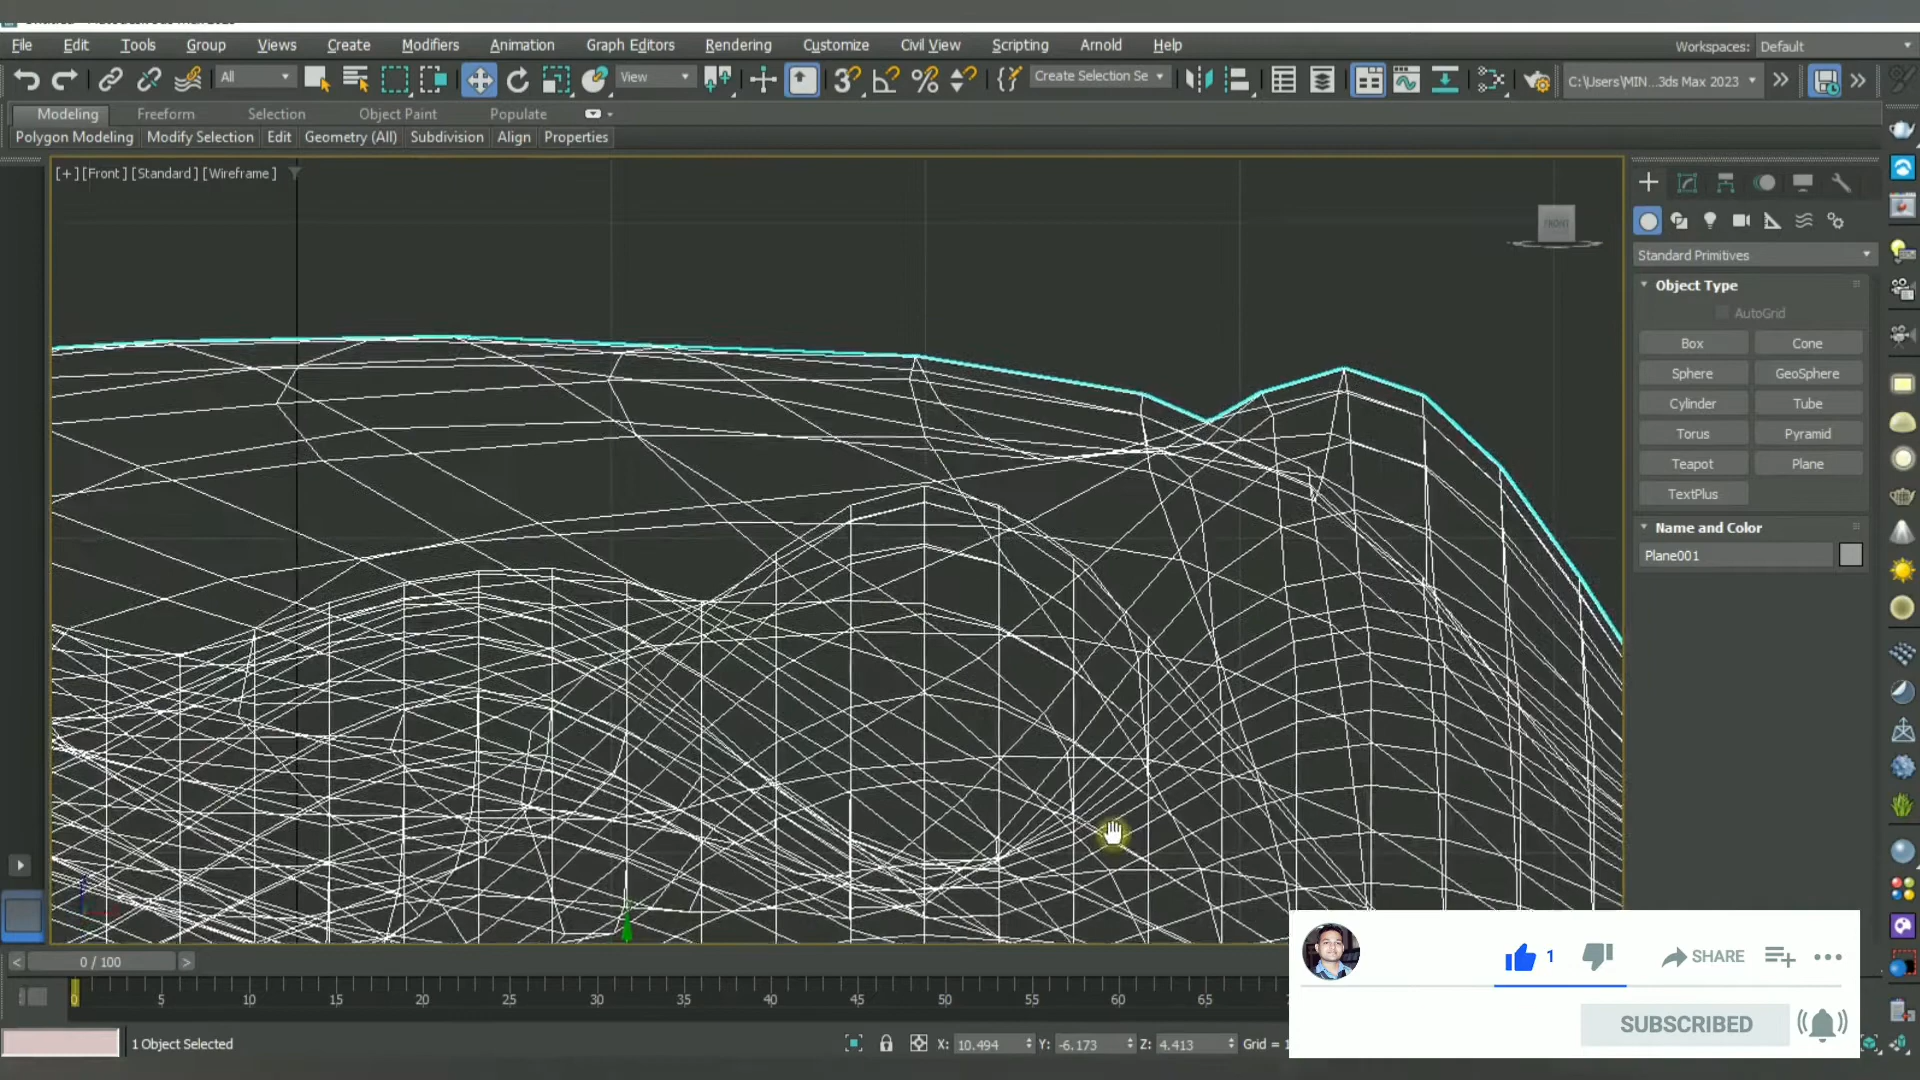 File Edit Tools Group Views Create Modifiers Animation Graph Editors Rendering Customize Civil View Scripting Arnold Help Workspaces: Default
All View 3 Create Selection Se C:\Users\MIN...3ds Max 2023
Modeling Freeform Selection Object Paint Populate
Polygon Modeling Modify Selection Edit Geometry (All) Subdivision Align Properties
[+] [Front] [Standard] [Wireframe]
FRONT
Standard Primitives
Object Type
AutoGrid
Box Cone
Sphere GeoSphere
Cylinder Tube
Torus Pyramid
Teapot Plane
TextPlus
Name and Color
Plane001
0 / 100
0 5 10 15 20 25 30 35 40 45 50 55 60 65
1 SHARE
SUBSCRIBED
1 Object Selected X: 10.494 Y: -6.173 Z: 4.413 Grid = 1